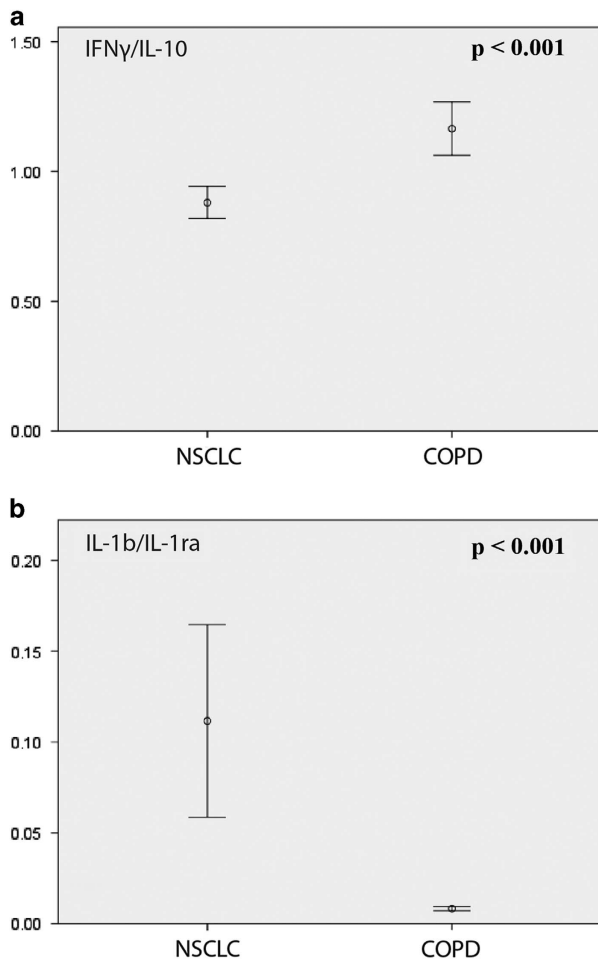 a
1.50
IFNγ/IL-10
p < 0.001
1.00
0.50
0.00
NSCLC
COPD
b
IL-1b/IL-1ra
p < 0.001
0.20
0.15
0.10
0.05
0.00
NSCLC
COPD